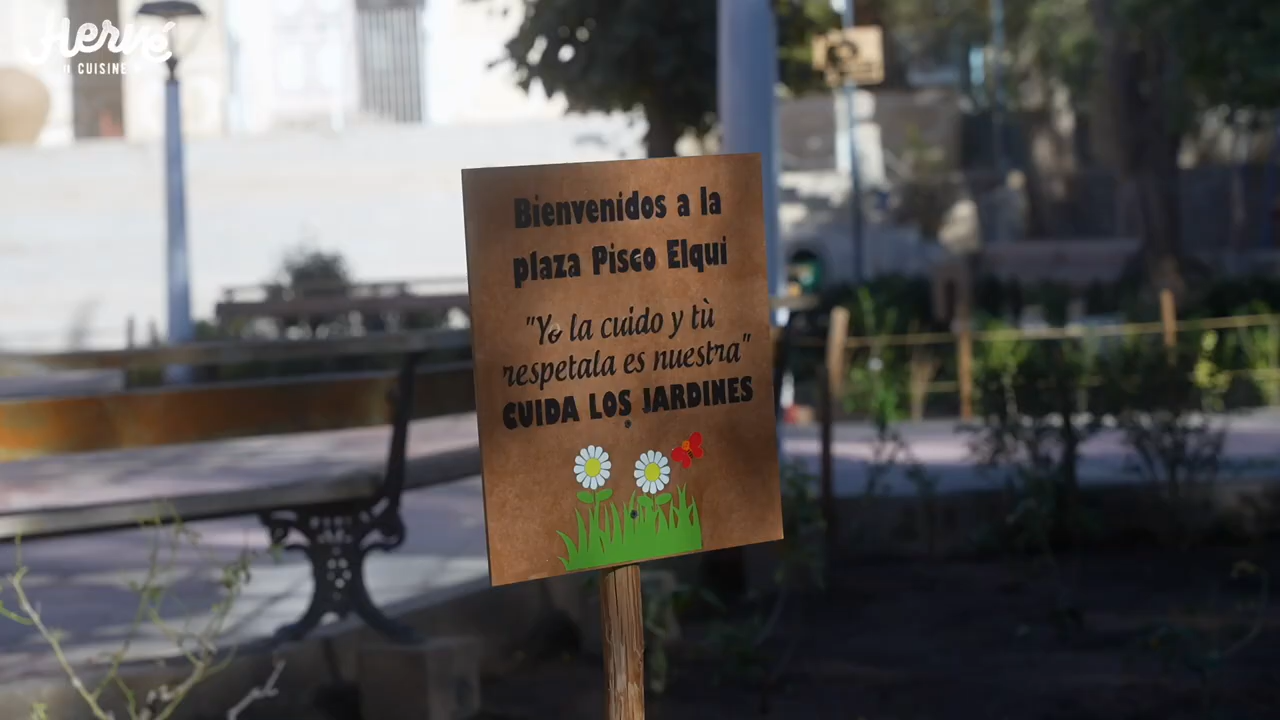 Hervé
CUISINE
Bienvenidos a la
plaza Pisco Elqui
"Yo la cuido y tù
respetala es nuestra"
CUIDA LOS JARDINES